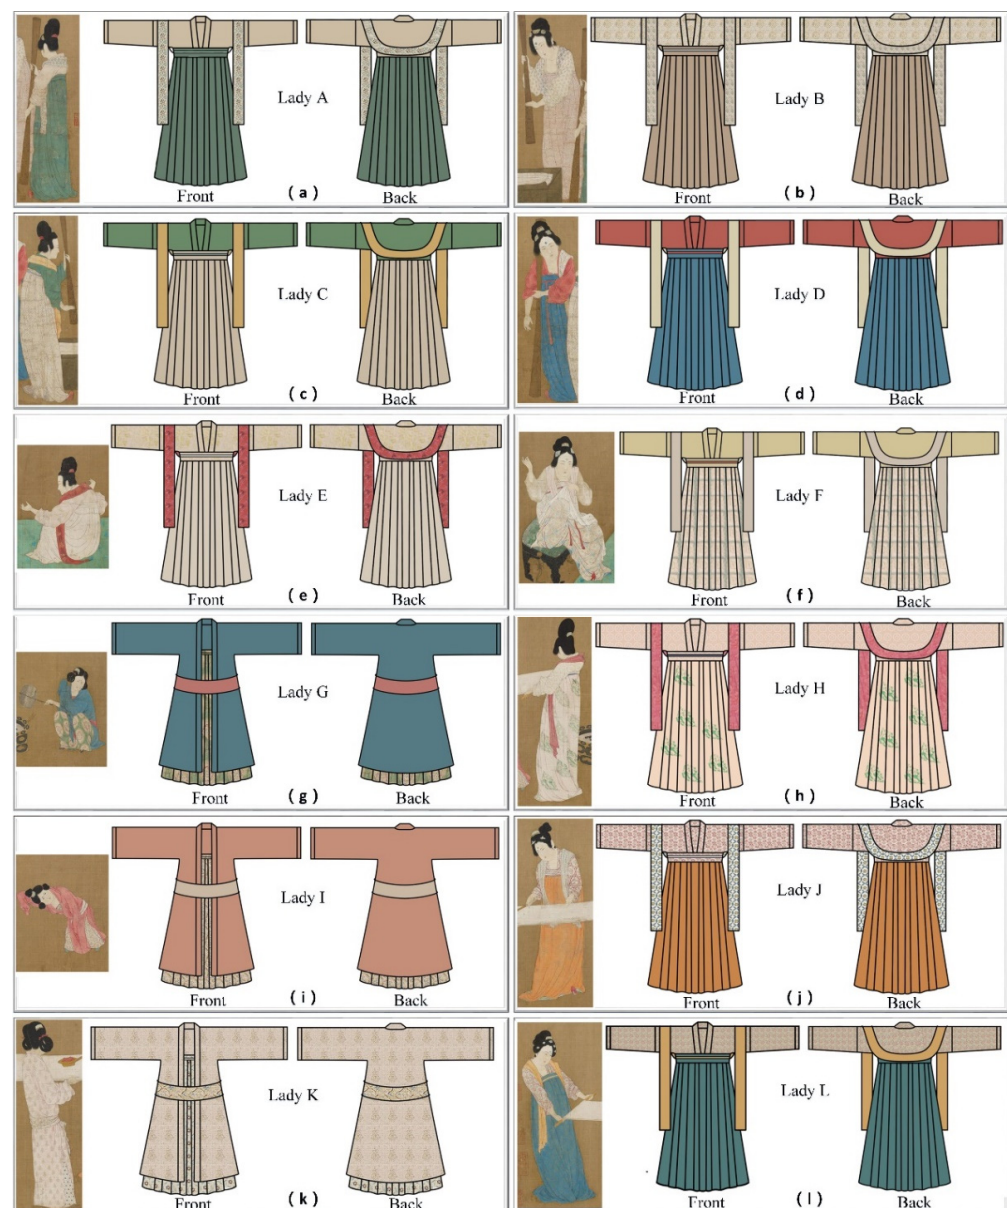 Lady A
Front
(a)
Back
Lady B
Front
(b)
Back
Lady C
Front
(c)
Back
Lady D
Front
(d)
Back
Lady E
Front
(e)
Back
Lady F
Front
(f)
Back
Lady G
Front
(g)
Back
Lady H
Front
(h)
Back
Lady I
Front
(i)
Back
Lady J
Front
(j)
Back
Lady K
Front
(k)
Back
Lady L
Front
(l)
Back